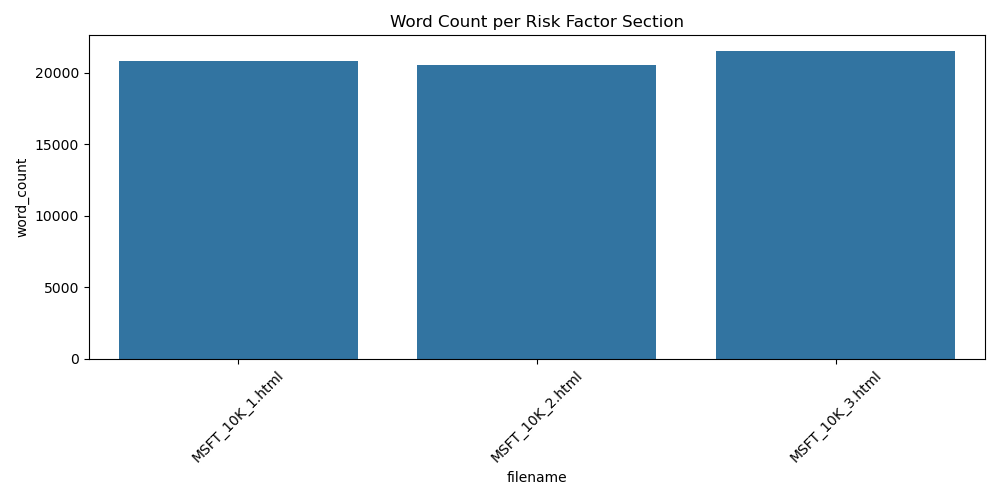 Word Count per Risk Factor Section
word_count
20000
15000
10000
5000
0
MSFT_10K_1.html
MSFT_10K_2.html
MSFT_10K_3.html
filename